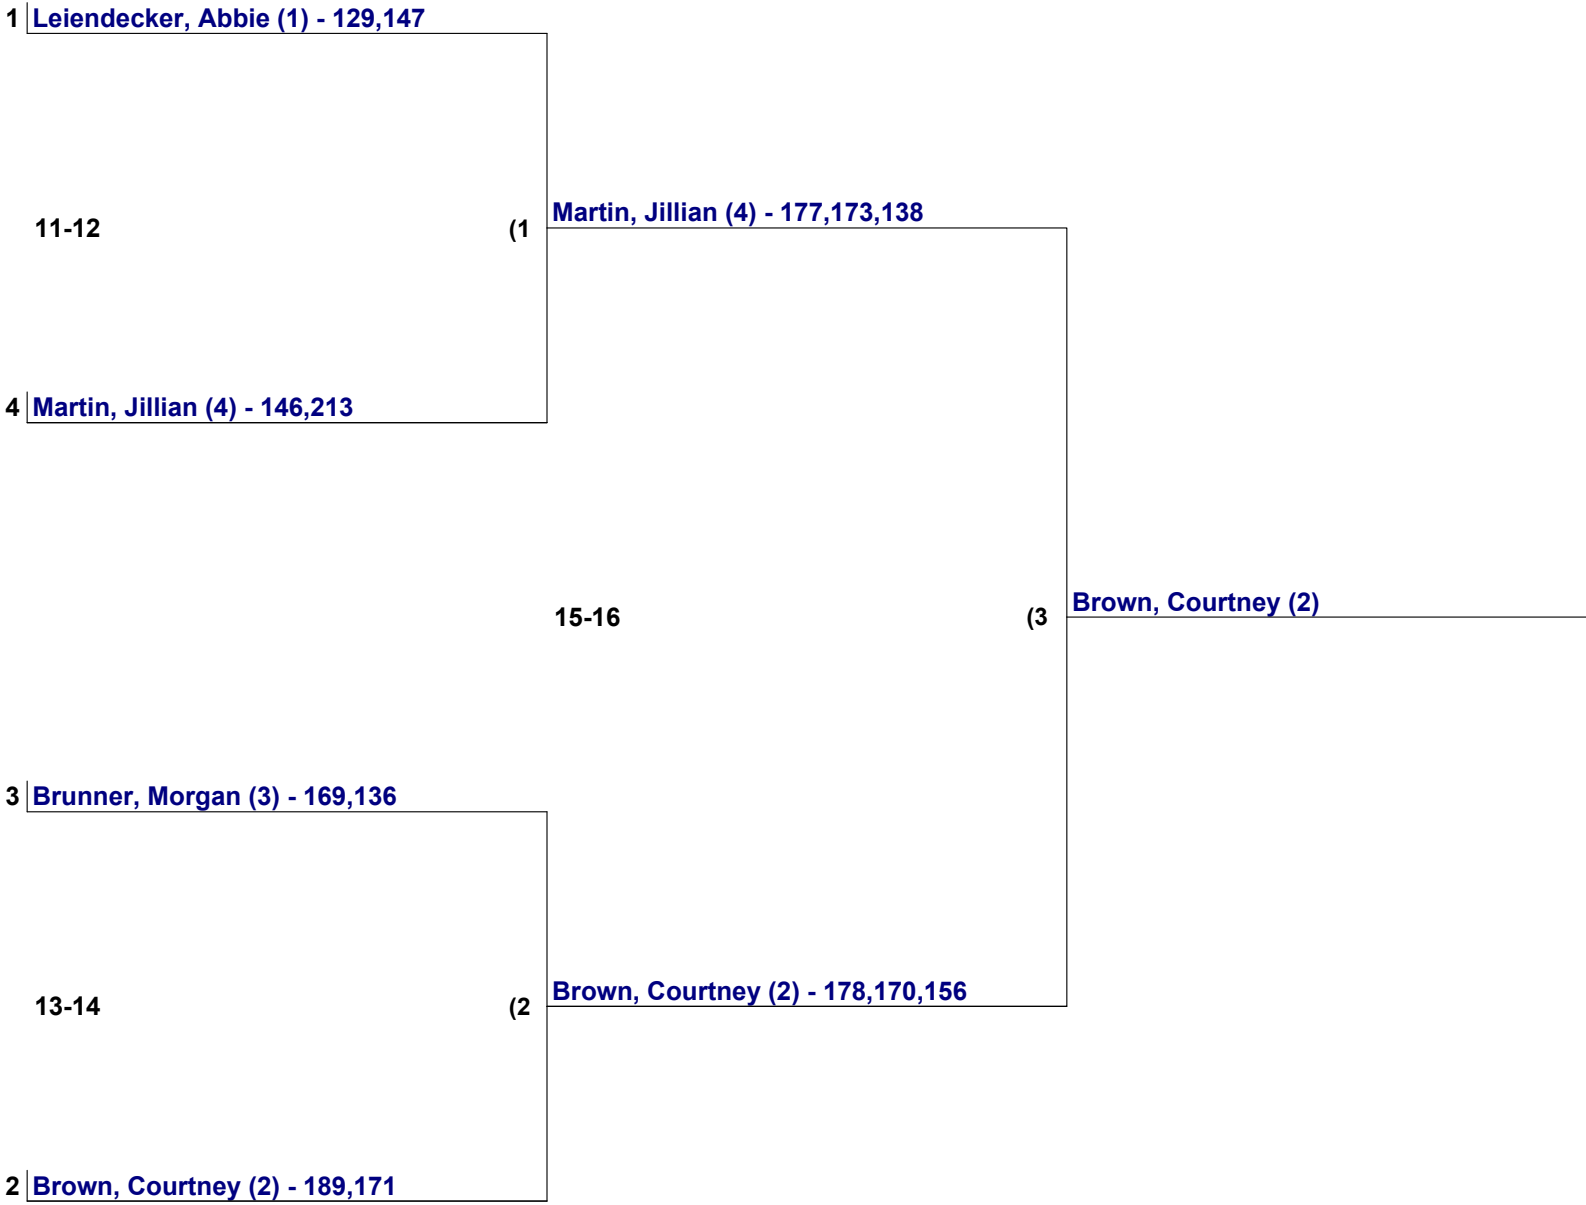 1 Leiendecker, Abbie (1) - 129,147
Martin, Jillian (4) - 177,173,138
11-12 (1
4 Martin, Jillian (4) - 146,213
Brown, Courtney (2)
15-16 (3
3 Brunner, Morgan (3) - 169,136
Brown, Courtney (2) - 178,170,156
13-14 (2
2 Brown, Courtney (2) - 189,171